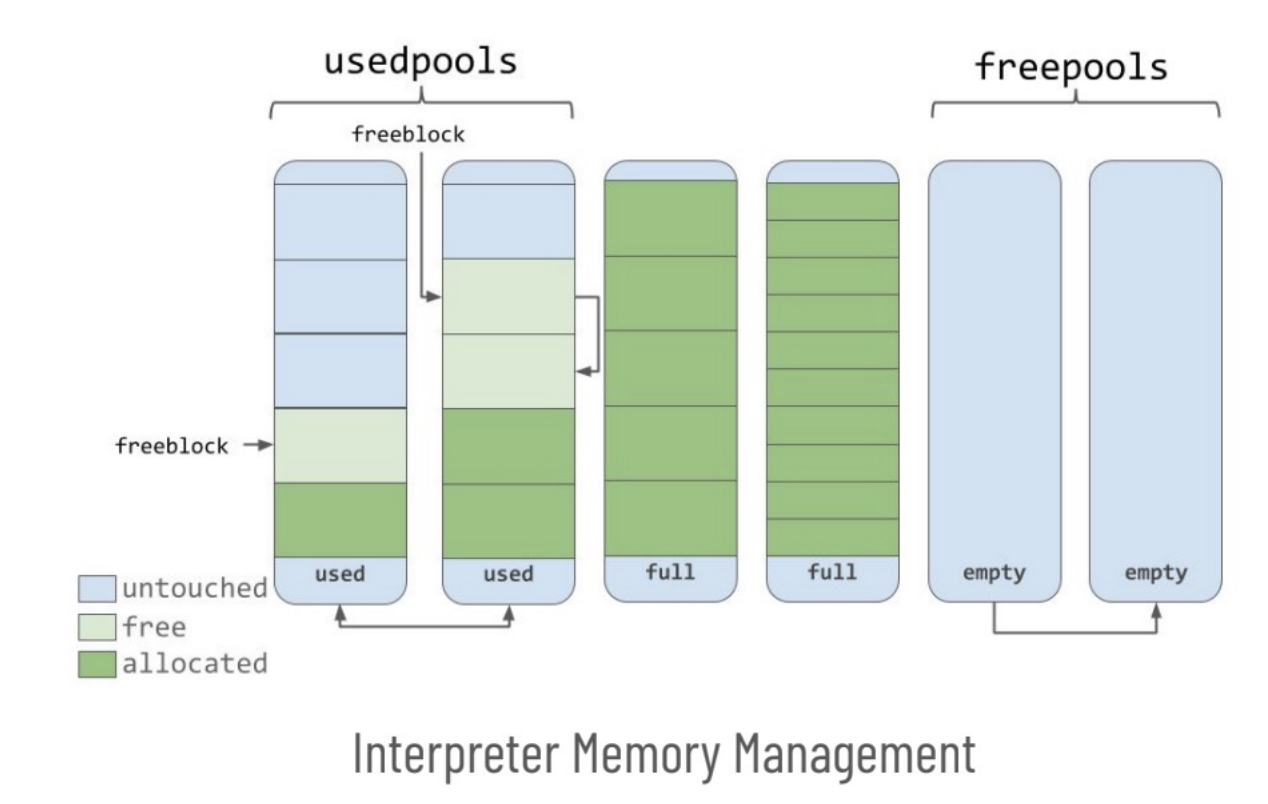 usedpools
freepools
freeblock
freeblock
used
used
full
full
empty
empty
untouched
free
allocated
Interpreter Memory Management